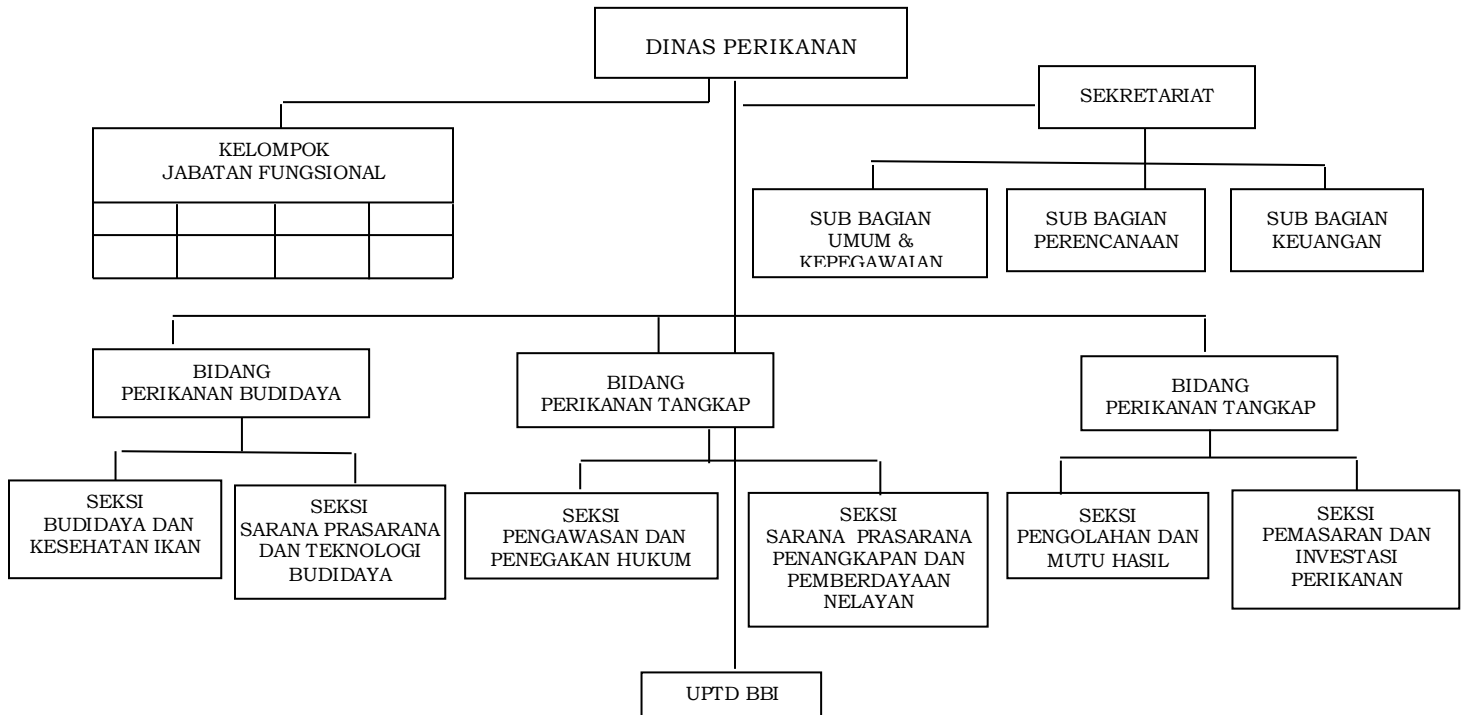 DINAS PERIKANAN
SEKRETARIAT
KELOMPOK
JABATAN FUNGSIONAL
SUB BAGIAN
UMUM &
KEPEGAWAIAN
SUB BAGIAN
PERENCANAAN
SUB BAGIAN
KEUANGAN
BIDANG
PERIKANAN BUDIDAYA
BIDANG
PERIKANAN TANGKAP
BIDANG
PERIKANAN TANGKAP
SEKSI
BUDIDAYA DAN
KESEHATAN IKAN
SEKSI
SARANA PRASARANA
DAN TEKNOLOGI
BUDIDAYA
SEKSI
PENGAWASAN DAN
PENEGAKAN HUKUM
SEKSI
SARANA PRASARANA
PENANGKAPAN DAN
PEMBERDAYAAN
NELAYAN
SEKSI
PENGOLAHAN DAN
MUTU HASIL
SEKSI
PEMASARAN DAN
INVESTASI
PERIKANAN
UPTD BBI